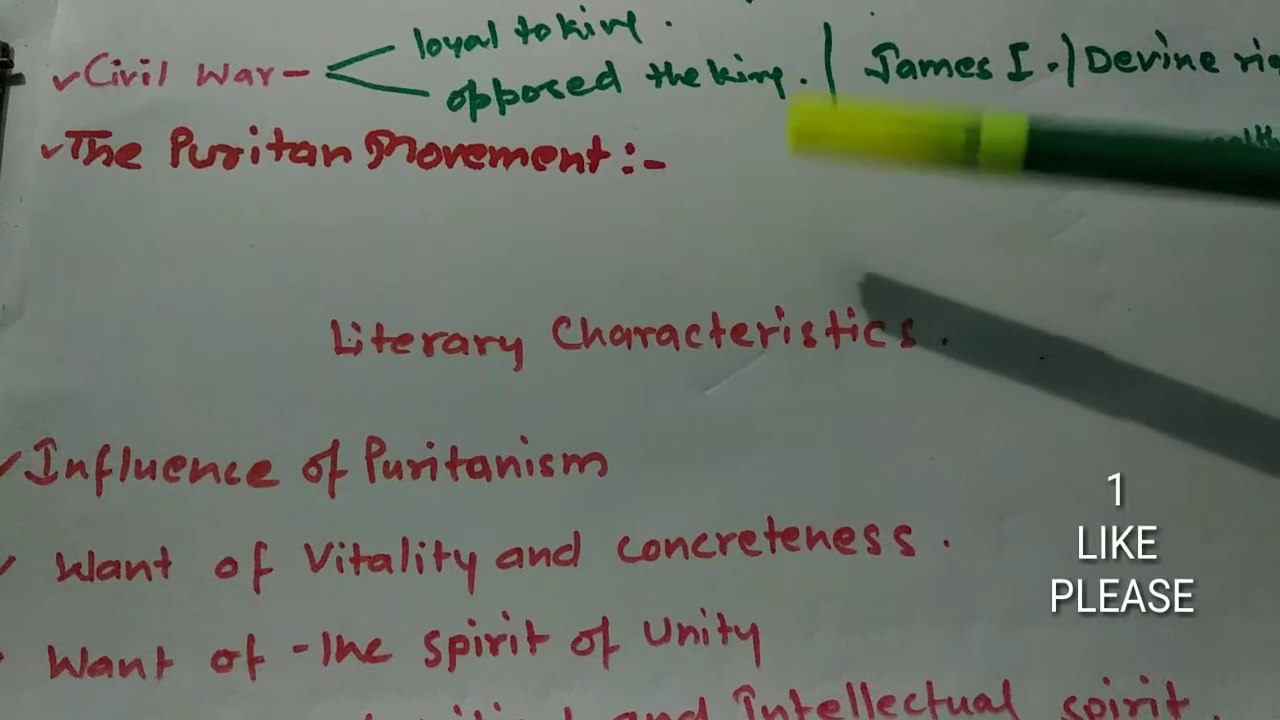 loyal to king.
✓Civil War - opposed the king. | James I. | Devine
✓The Puritan Movement:-
Literary Characteristics.
✓Influence of Puritanism
✓Want of Vitality and concreteness.
Want of the spirit of Unity
and Intellectual spirit.
1
LIKE
PLEASE